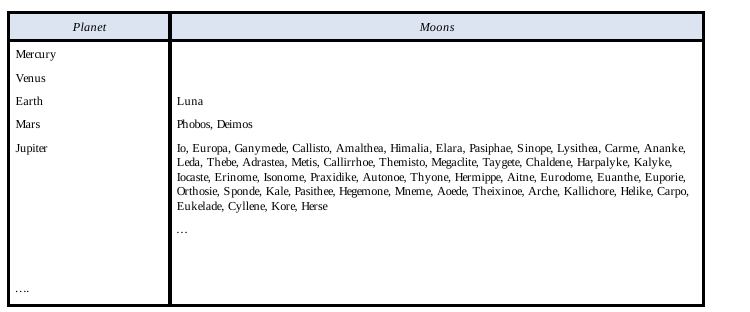 Planet Moons
Mercury
Venus
Earth Luna
Mars Phobos, Deimos
Jupiter Io, Europa, Ganymede, Callisto, Amalthea, Himalia, Elara, Pasiphae, Sinope, Lysithea, Carme, Ananke,
Leda, Thebe, Adrastea, Metis, Callirrhoe, Themisto, Megaclite, Taygete, Chaldene, Harpalyke, Kalyke,
Iocaste, Erinome, Isonome, Praxidike, Autonoe, Thyone, Hermippe, Aitne, Eurodome, Euanthe, Euporie,
Orthosie, Sponde, Kale, Pasithee, Hegemone, Mneme, Aoede, Theixinoe, Arche, Kallichore, Helike, Carpo,
Eukelade, Cyllene, Kore, Herse
…
….